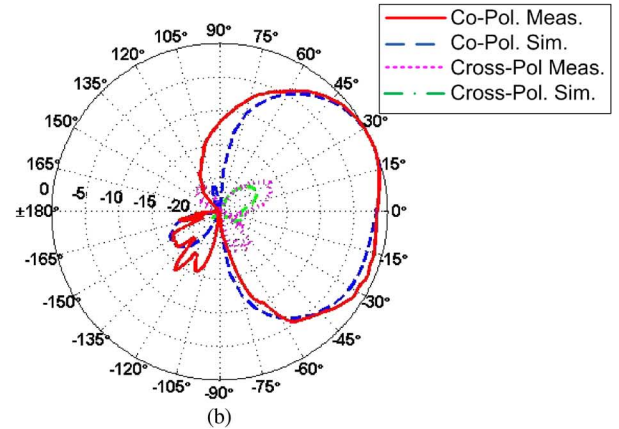 Co-Pol. Meas.
Co-Pol. Sim.
Cross-Pol Meas.
Cross-Pol. Sim.
90°
105° 75°
120° 60°
135° 45°
150° 30°
165° 15°
0 -5 -10 -15 -20
±180° 0°
-165° -15°
-150° -30°
-135° -45°
-120° -60°
-105° -75°
-90°
(b)